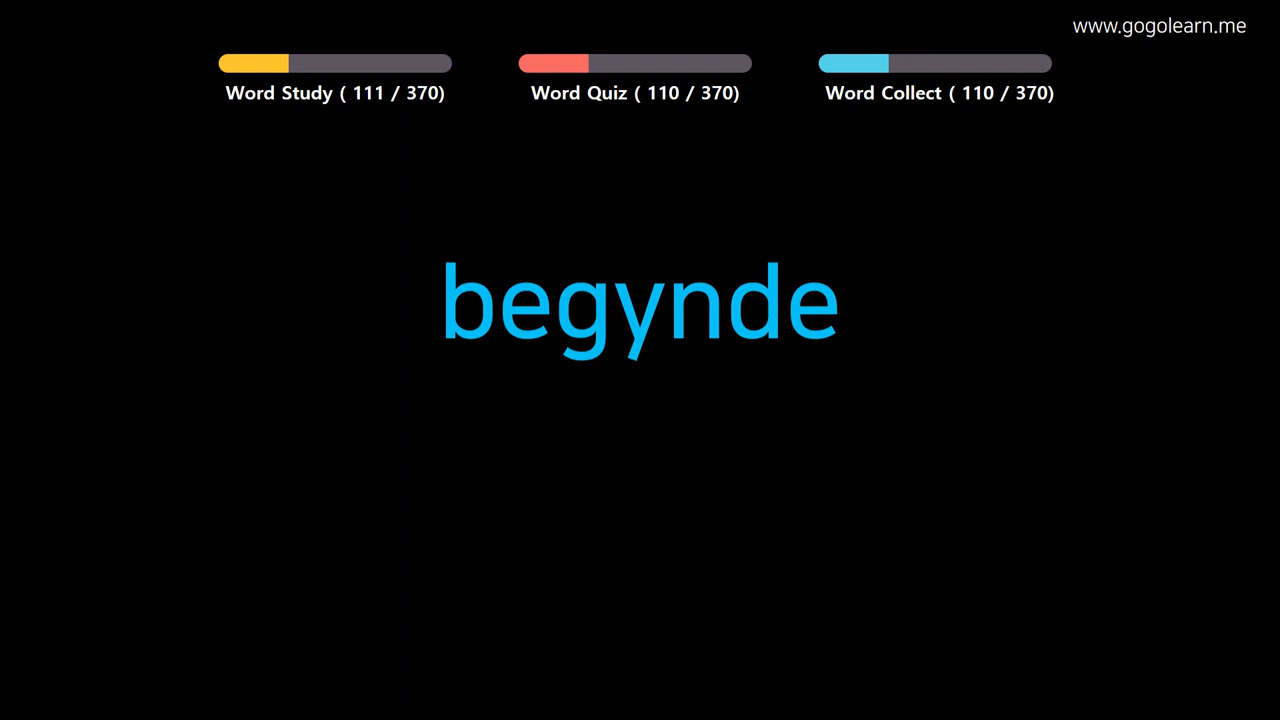 www.gogolearn.me
Word Study ( 111 / 370)
Word Quiz ( 110 / 370)
Word Collect ( 110 / 370)
begynde